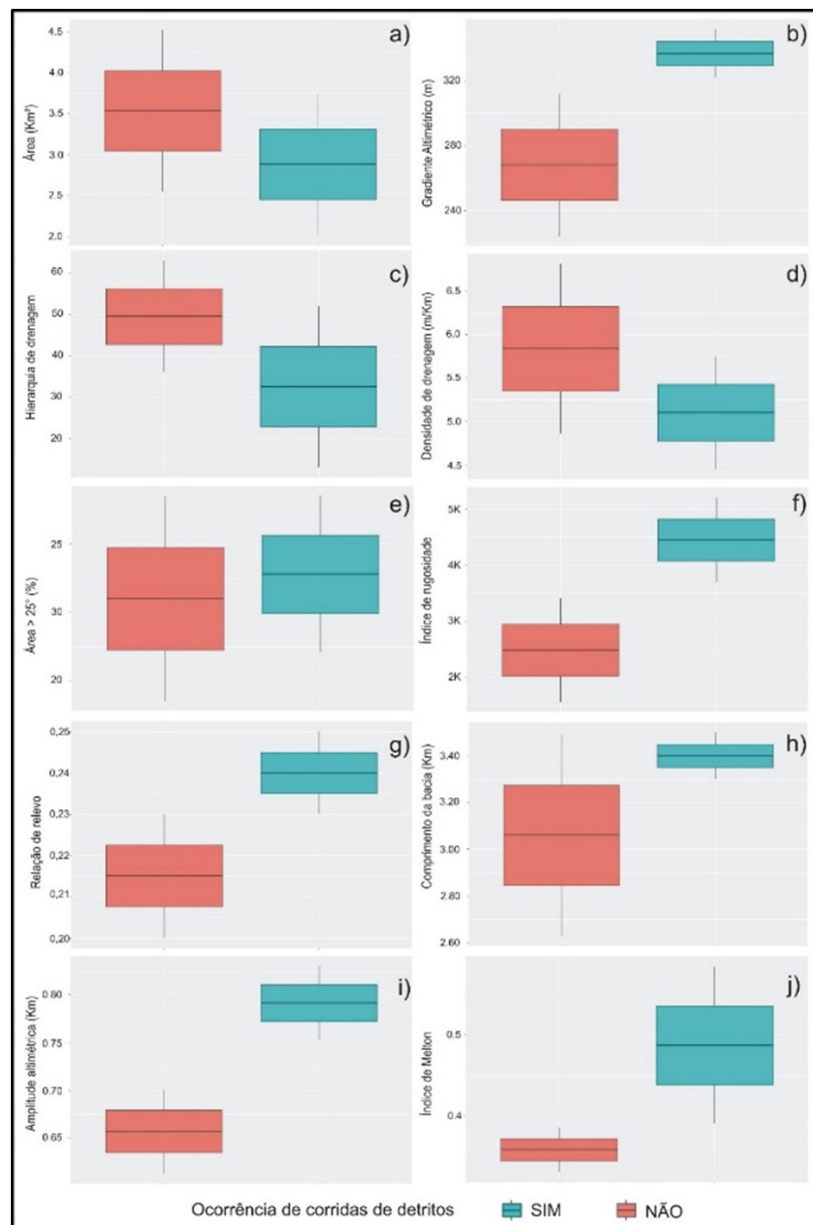 a)
Área (Km²)
4.5
4.0
3.5
3.0
2.5
2.0
b)
Gradiente Altimétrico (m)
320
280
240
c)
Hierarquia de drenagem
60
50
40
30
20
d)
Densidade de drenagem (m/Km)
6.5
6.0
5.5
5.0
4.5
e)
Área > 25° (%)
25
30
20
f)
Índice de rugosidade
5K
4K
3K
2K
g)
Relação de relevo
0,25
0,24
0,23
0,22
0,21
0,20
h)
Comprimento da bacia (Km)
3.40
3.20
3.00
2.80
2.60
i)
Amplitude altimétrica (Km)
0.80
0.75
0.70
0.65
j)
Índice de Melton
0.5
0.4
Ocorrência de corridas de detritos
SIM
NÃO